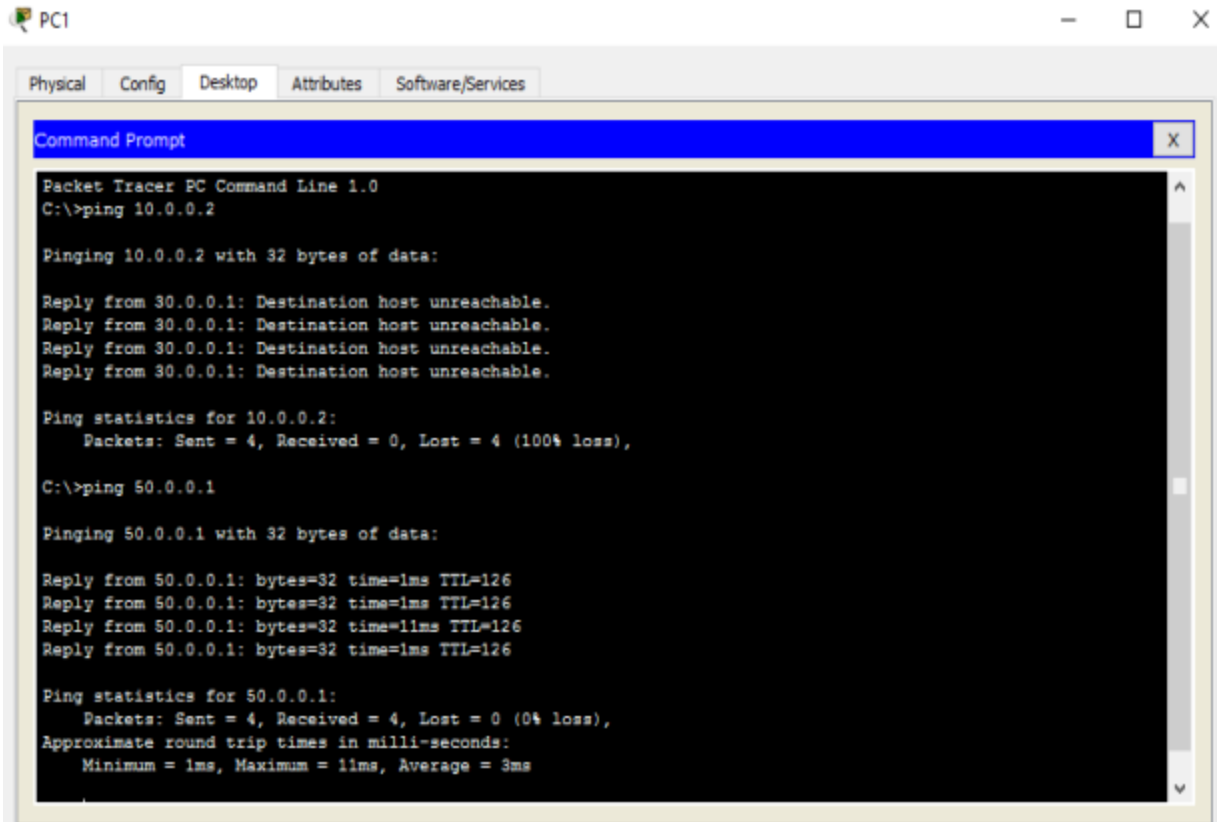 PC1
Physical Config Desktop Attributes Software/Services
Command Prompt X
Packet Tracer PC Command Line 1.0
C:\>ping 10.0.0.2
Pinging 10.0.0.2 with 32 bytes of data:
Reply from 30.0.0.1: Destination host unreachable.
Reply from 30.0.0.1: Destination host unreachable.
Reply from 30.0.0.1: Destination host unreachable.
Reply from 30.0.0.1: Destination host unreachable.
Ping statistics for 10.0.0.2:
Packets: Sent = 4, Received = 0, Lost = 4 (100% loss),
C:\>ping 50.0.0.1
Pinging 50.0.0.1 with 32 bytes of data:
Reply from 50.0.0.1: bytes=32 time=1ms TTL=126
Reply from 50.0.0.1: bytes=32 time=1ms TTL=126
Reply from 50.0.0.1: bytes=32 time=11ms TTL=126
Reply from 50.0.0.1: bytes=32 time=1ms TTL=126
Ping statistics for 50.0.0.1:
Packets: Sent = 4, Received = 4, Lost = 0 (0% loss),
Approximate round trip times in milli-seconds:
Minimum = 1ms, Maximum = 11ms, Average = 3ms